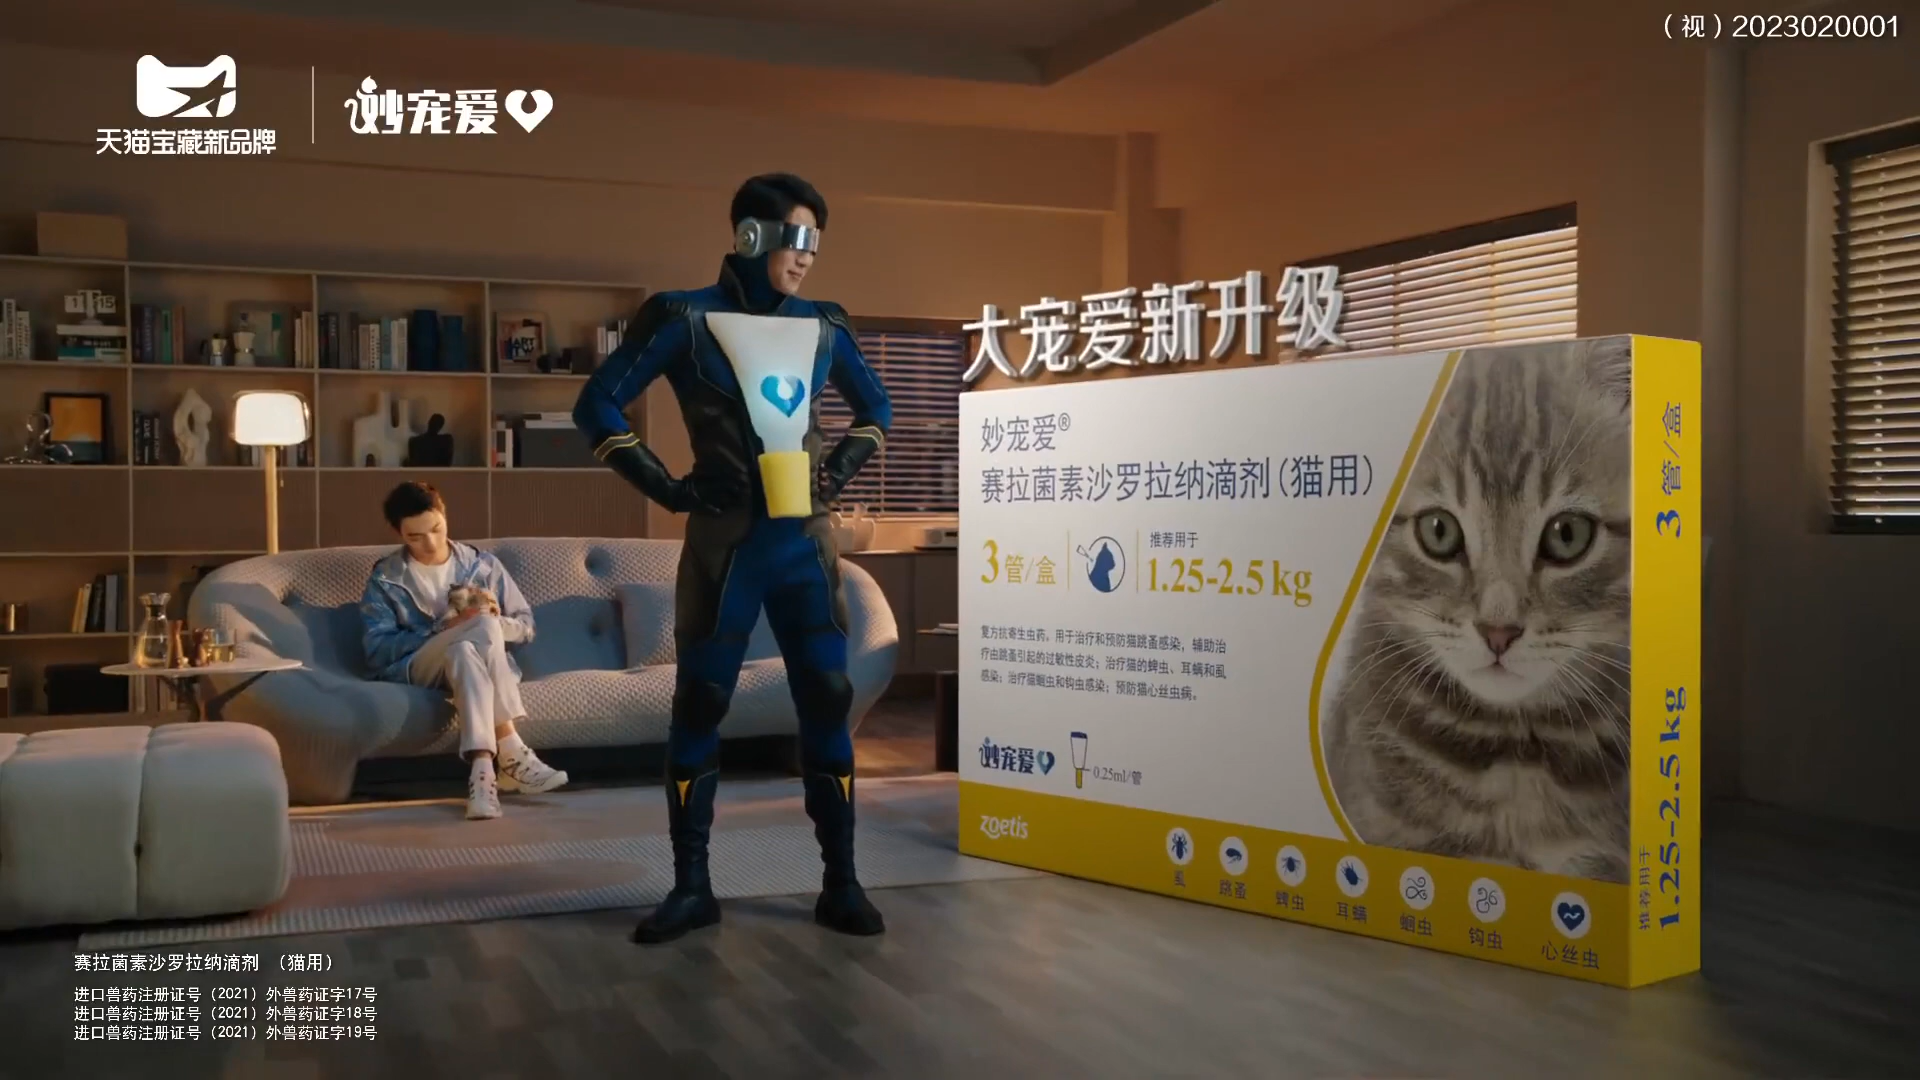 （视）2023020001
天猫宝藏新品牌
妙宠爱
大宠爱新升级
妙宠爱®
赛拉菌素沙罗拉纳滴剂（猫用）
3管/盒
推荐用于
1.25-2.5 kg
复方抗寄生虫药。用于治疗和预防猫跳蚤感染，辅助治
疗由跳蚤引起的过敏性皮炎；治疗猫的蜱虫、耳螨和虱
感染；治疗猫蛔虫和钩虫感染；预防猫心丝虫病。
妙宠爱
0.25ml/管
zoetis
虱
跳蚤
蜱虫
耳螨
蛔虫
钩虫
心丝虫
3管/盒
推荐用于
1.25-2.5 kg
赛拉菌素沙罗拉纳滴剂 （猫用）
进口兽药注册证号（2021）外兽药证字17号
进口兽药注册证号（2021）外兽药证字18号
进口兽药注册证号（2021）外兽药证字19号